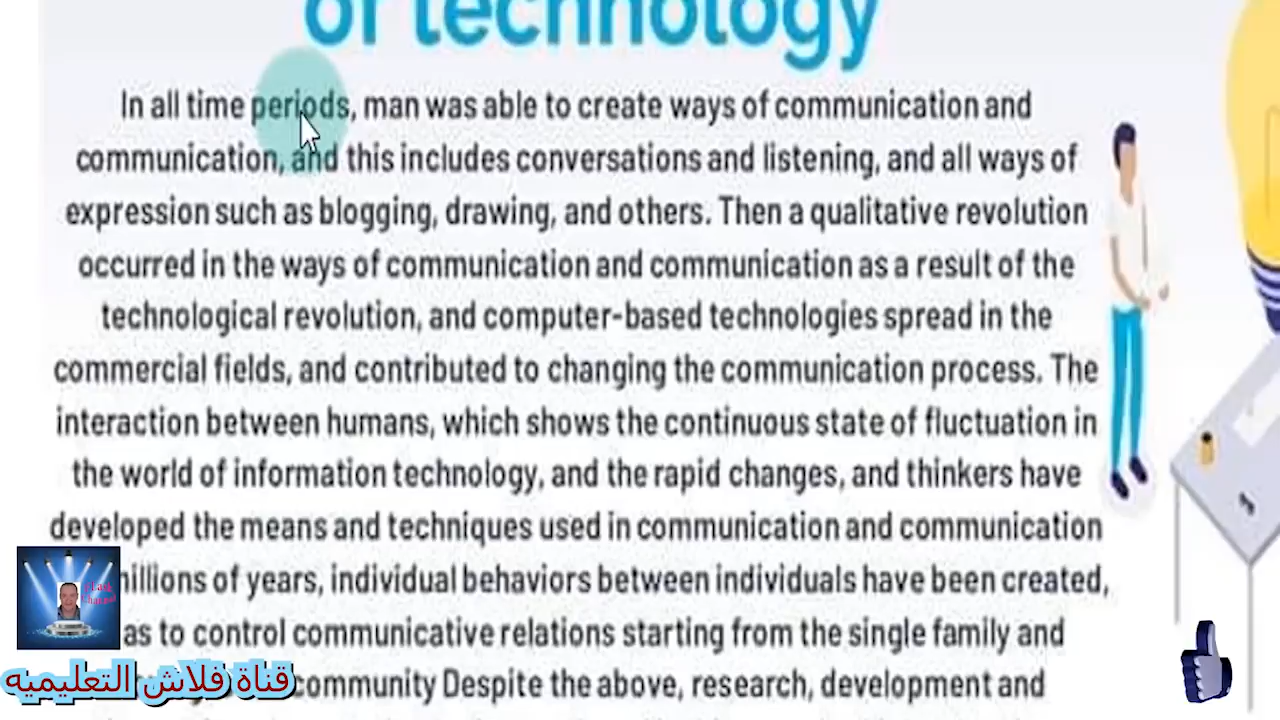 of technology
In all time periods, man was able to create ways of communication and
communication, and this includes conversations and listening, and all ways of
expression such as blogging, drawing, and others. Then a qualitative revolution
occurred in the ways of communication and communication as a result of the
technological revolution, and computer-based technologies spread in the
commercial fields, and contributed to changing the communication process. The
interaction between humans, which shows the continuous state of fluctuation in
the world of information technology, and the rapid changes, and thinkers have
developed the means and techniques used in communication and communication
of years, individual behaviors between individuals have been created,
as to control communicative relations starting from the single family and
community Despite the above, research, development and
قناة فلاش التعليميه